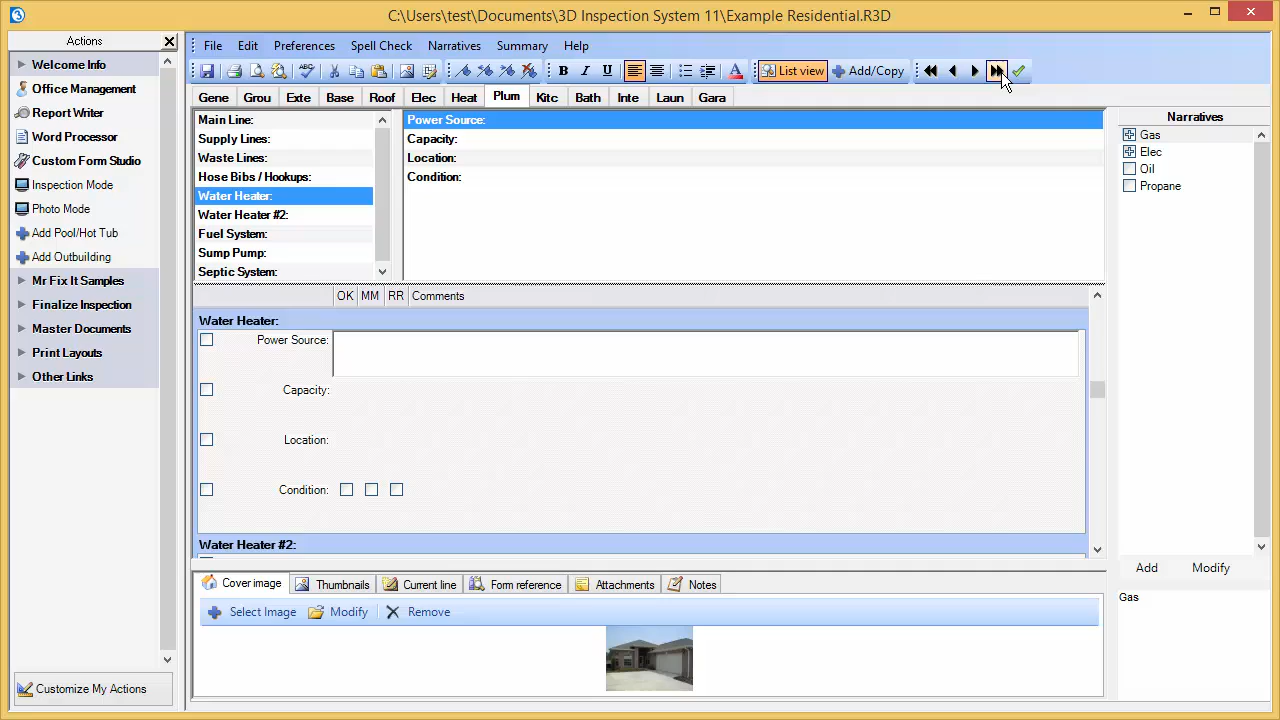 C:\Users\test\Documents\3D Inspection System 11\Example Residential.R3D
Actions
Welcome Info
Office Management
Report Writer
Word Processor
Custom Form Studio
Inspection Mode
Photo Mode
Add Pool/Hot Tub
Add Outbuilding
Mr Fix It Samples
Finalize Inspection
Master Documents
Print Layouts
Other Links
Customize My Actions
File Edit Preferences Spell Check Narratives Summary Help
B I U A List view Add/Copy
Gene Grou Exte Base Roof Elec Heat Plum Kitc Bath Inte Laun Gara
Main Line:
Supply Lines:
Waste Lines:
Hose Bibs / Hookups:
Water Heater:
Water Heater #2:
Fuel System:
Sump Pump:
Septic System:
Power Source:
Capacity:
Location:
Condition:
OK MM RR Comments
Water Heater:
Power Source:
Capacity:
Location:
Condition:
Water Heater #2:
Cover image Thumbnails Current line Form reference Attachments Notes
Select Image Modify Remove
Narratives
Gas
Elec
Oil
Propane
Add Modify
Gas